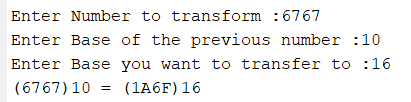 Enter Number to transform :6767
Enter Base of the previous number :10
Enter Base you want to transfer to :16
(6767)10 = (1A6F)16